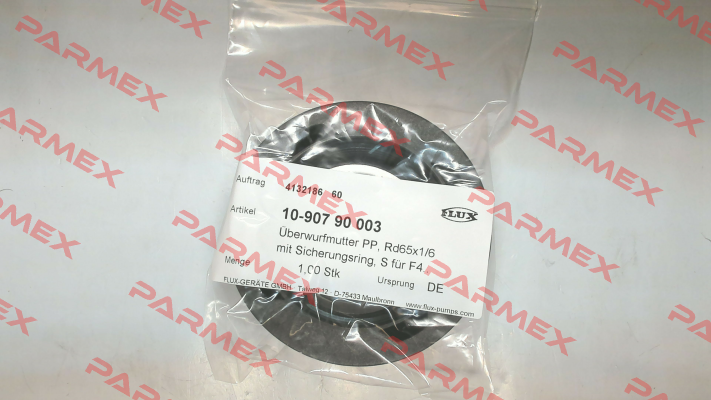 PARMEX
PARMEX
PARMEX
PARMEX
PARMEX
PARMEX
PARMEX
PARMEX
PARMEX
PARMEX
PARMEX
Auftrag 4132186 60
FLUX
Artikel 10-907 90 003
Überwurfmutter PP, Rd65x1/6
mit Sicherungsring, S für F4
Menge 1,00 Stk Ursprung DE
FLUX-GERÄTE GMBH Talweg 12 - D-75433 Maulbronn www.flux-pumps.com